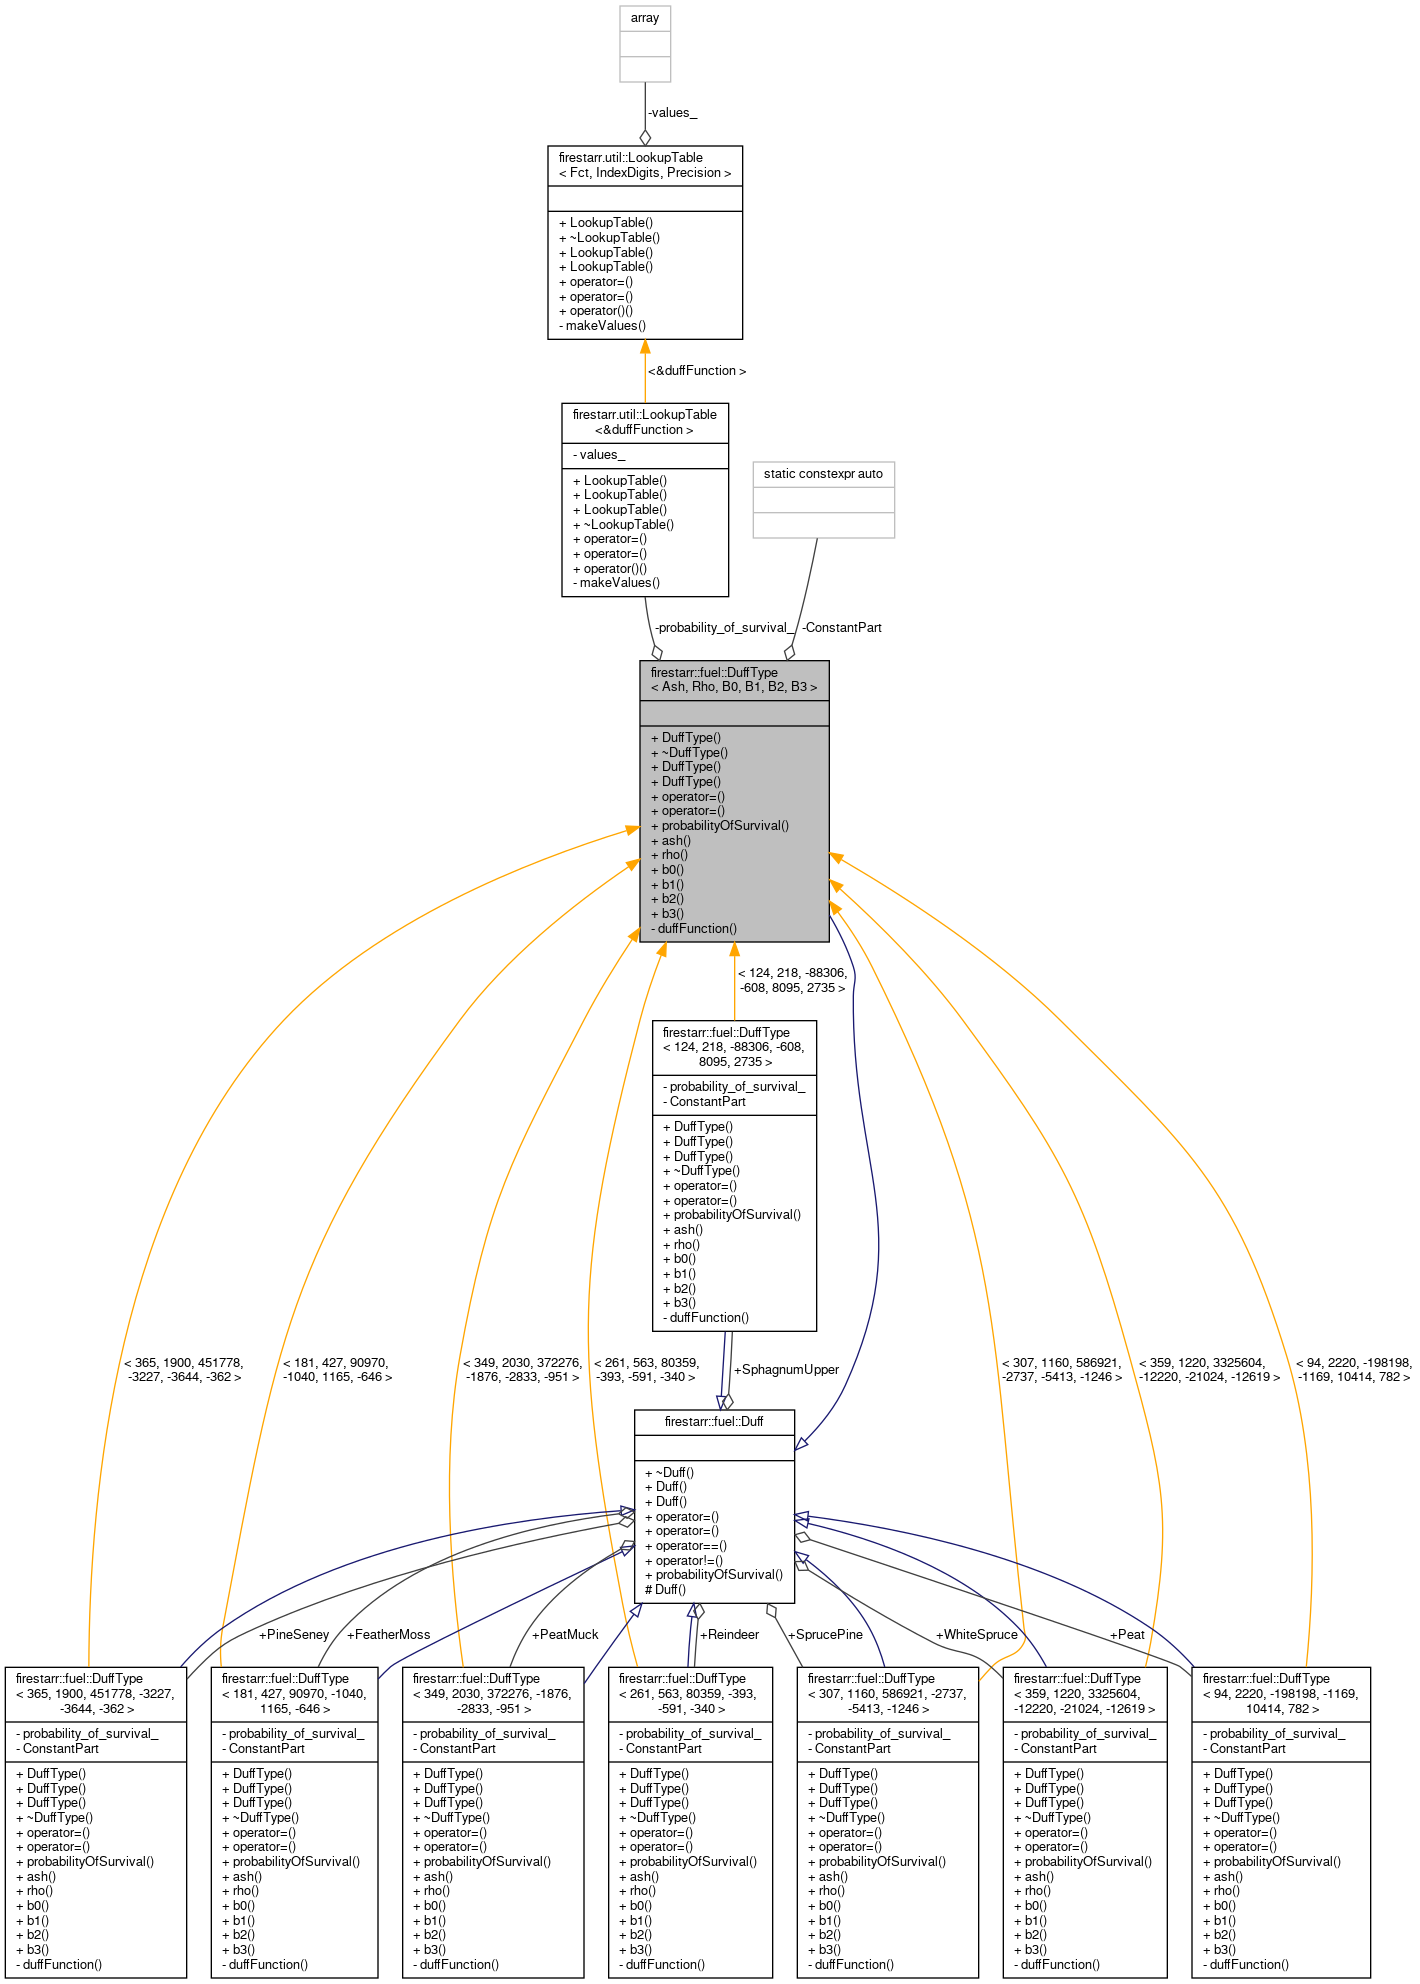 array
-values_
firestarr.util::LookupTable
< Fct, IndexDigits, Precision >
+ LookupTable()
+ ~LookupTable()
+ LookupTable()
+ LookupTable()
+ operator=()
+ operator=()
+ operator()()
- makeValues()
<&duffFunction >
firestarr.util::LookupTable
<&duffFunction >
- values_
+ LookupTable()
+ LookupTable()
+ LookupTable()
+ ~LookupTable()
+ operator=()
+ operator=()
+ operator()()
- makeValues()
static constexpr auto
-probability_of_survival_
-ConstantPart
firestarr::fuel::DuffType
< Ash, Rho, B0, B1, B2, B3 >
+ DuffType()
+ ~DuffType()
+ DuffType()
+ DuffType()
+ operator=()
+ operator=()
+ probabilityOfSurvival()
+ ash()
+ rho()
+ b0()
+ b1()
+ b2()
+ b3()
- duffFunction()
< 124, 218, -88306,
-608, 8095, 2735 >
firestarr::fuel::DuffType
< 124, 218, -88306, -608,
8095, 2735 >
- probability_of_survival_
- ConstantPart
+ DuffType()
+ DuffType()
+ DuffType()
+ ~DuffType()
+ operator=()
+ operator=()
+ probabilityOfSurvival()
+ ash()
+ rho()
+ b0()
+ b1()
+ b2()
+ b3()
- duffFunction()
< 365, 1900, 451778,
-3227, -3644, -362 >
< 181, 427, 90970,
-1040, 1165, -646 >
< 349, 2030, 372276,
-1876, -2833, -951 >
< 261, 563, 80359,
-393, -591, -340 >
+SphagnumUpper
< 307, 1160, 586921,
-2737, -5413, -1246 >
< 359, 1220, 3325604,
-12220, -21024, -12619 >
< 94, 2220, -198198,
-1169, 10414, 782 >
firestarr::fuel::Duff
+ ~Duff()
+ Duff()
+ Duff()
+ operator=()
+ operator=()
+ operator==()
+ operator!=()
+ probabilityOfSurvival()
# Duff()
+PineSeney
+FeatherMoss
+PeatMuck
+Reindeer
+SprucePine
+WhiteSpruce
+Peat
firestarr::fuel::DuffType
< 365, 1900, 451778, -3227,
-3644, -362 >
- probability_of_survival_
- ConstantPart
+ DuffType()
+ DuffType()
+ DuffType()
+ ~DuffType()
+ operator=()
+ operator=()
+ probabilityOfSurvival()
+ ash()
+ rho()
+ b0()
+ b1()
+ b2()
+ b3()
- duffFunction()
firestarr::fuel::DuffType
< 181, 427, 90970, -1040,
1165, -646 >
- probability_of_survival_
- ConstantPart
+ DuffType()
+ DuffType()
+ DuffType()
+ ~DuffType()
+ operator=()
+ operator=()
+ probabilityOfSurvival()
+ ash()
+ rho()
+ b0()
+ b1()
+ b2()
+ b3()
- duffFunction()
firestarr::fuel::DuffType
< 349, 2030, 372276, -1876,
-2833, -951 >
- probability_of_survival_
- ConstantPart
+ DuffType()
+ DuffType()
+ DuffType()
+ ~DuffType()
+ operator=()
+ operator=()
+ probabilityOfSurvival()
+ ash()
+ rho()
+ b0()
+ b1()
+ b2()
+ b3()
- duffFunction()
firestarr::fuel::DuffType
< 261, 563, 80359, -393,
-591, -340 >
- probability_of_survival_
- ConstantPart
+ DuffType()
+ DuffType()
+ DuffType()
+ ~DuffType()
+ operator=()
+ operator=()
+ probabilityOfSurvival()
+ ash()
+ rho()
+ b0()
+ b1()
+ b2()
+ b3()
- duffFunction()
firestarr::fuel::DuffType
< 307, 1160, 586921, -2737,
-5413, -1246 >
- probability_of_survival_
- ConstantPart
+ DuffType()
+ DuffType()
+ DuffType()
+ ~DuffType()
+ operator=()
+ operator=()
+ probabilityOfSurvival()
+ ash()
+ rho()
+ b0()
+ b1()
+ b2()
+ b3()
- duffFunction()
firestarr::fuel::DuffType
< 359, 1220, 3325604,
-12220, -21024, -12619 >
- probability_of_survival_
- ConstantPart
+ DuffType()
+ DuffType()
+ DuffType()
+ ~DuffType()
+ operator=()
+ operator=()
+ probabilityOfSurvival()
+ ash()
+ rho()
+ b0()
+ b1()
+ b2()
+ b3()
- duffFunction()
firestarr::fuel::DuffType
< 94, 2220, -198198, -1169,
10414, 782 >
- probability_of_survival_
- ConstantPart
+ DuffType()
+ DuffType()
+ DuffType()
+ ~DuffType()
+ operator=()
+ operator=()
+ probabilityOfSurvival()
+ ash()
+ rho()
+ b0()
+ b1()
+ b2()
+ b3()
- duffFunction()